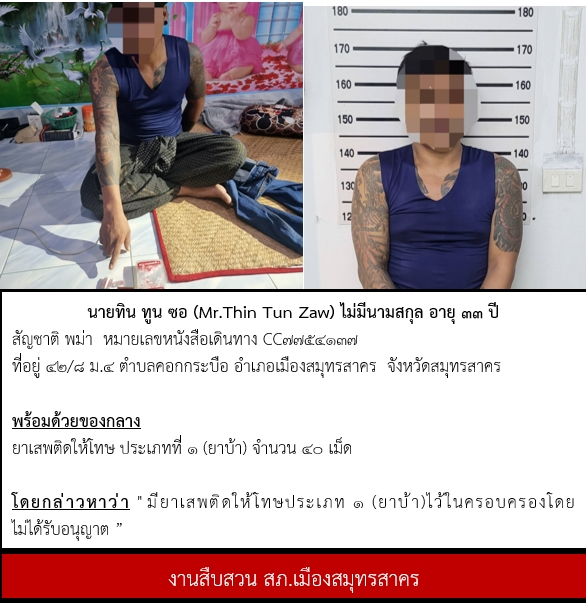 180 180
170 170
160 160
150 150
140 140
130 130
12
นายทิน ทูน ซอ (Mr.Thin Tun Zaw) ไม่มีนามสกุล อายุ ๓๓ ปี
สัญชาติ พม่า หมายเลขหนังสือเดินทาง CC๗๗๕๔๑๓๗
ที่อยู่ ๔๒/๘ ม.๔ ตำบลคอกกระบือ อำเภอเมืองสมุทรสาคร จังหวัดสมุทรสาคร
พร้อมด้วยของกลาง
ยาเสพติดให้โทษ ประเภทที่ ๑ (ยาบ้า) จำนวน ๔๐ เม็ด
โดยกล่าวหาว่า " มียาเสพติดให้โทษประเภท ๑ (ยาบ้า)ไว้ในครอบครองโดย
ไม่ได้รับอนุญาต ”
งานสืบสวน สภ.เมืองสมุทรสาคร